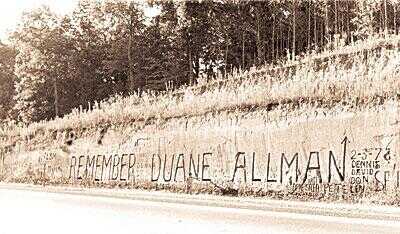 REMEMBER DUANE ALLMAN
2-3-78
DENNIS
DAVID
DON